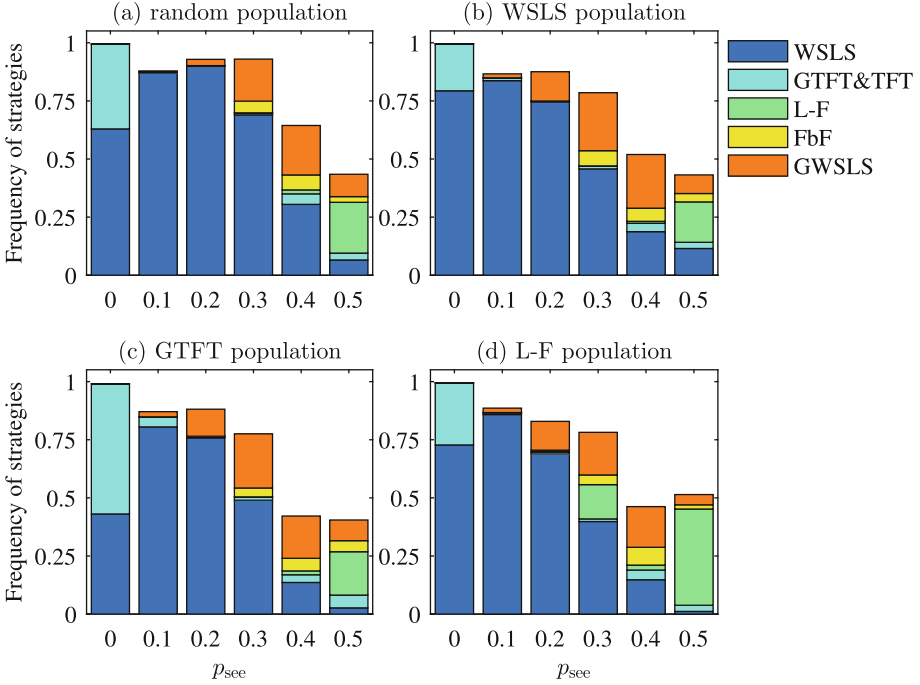 (a) random population
(b) WSLS population
WSLS
GTFT&TFT
L-F
FbF
GWSLS
Frequency of strategies
1
0.75
0.5
0.25
0
0 0.1 0.2 0.3 0.4 0.5
1
0.75
0.5
0.25
0
0 0.1 0.2 0.3 0.4 0.5
(c) GTFT population
(d) L-F population
Frequency of strategies
1
0.75
0.5
0.25
0
0 0.1 0.2 0.3 0.4 0.5
p_see
1
0.75
0.5
0.25
0
0 0.1 0.2 0.3 0.4 0.5
p_see